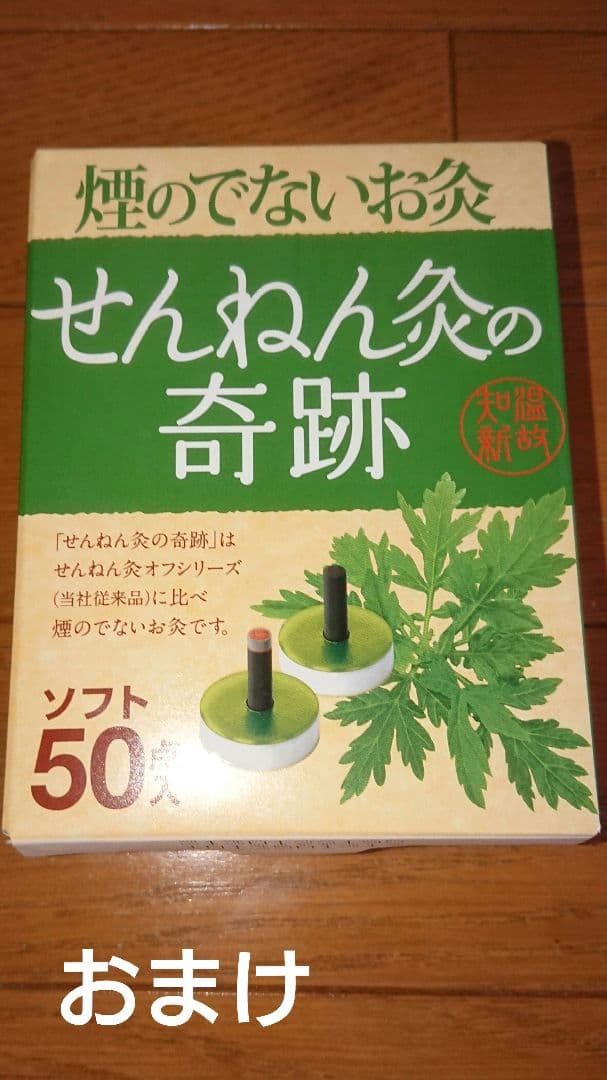 煙のでないお灸
せんねん灸の
奇跡
温故
知新
「せんねん灸の奇跡」は
せんねん灸オフシリーズ
(当社従来品)に比べ
煙のでないお灸です。
ソフト
50点入
おまけ